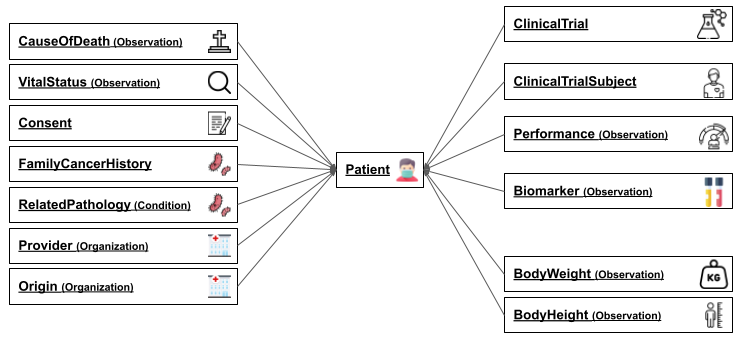 CauseOfDeath (Observation)
VitalStatus (Observation)
Consent
FamilyCancerHistory
RelatedPathology (Condition)
Provider (Organization)
Origin (Organization)
Patient
ClinicalTrial
ClinicalTrialSubject
Performance (Observation)
Biomarker (Observation)
BodyWeight (Observation)
KG
BodyHeight (Observation)